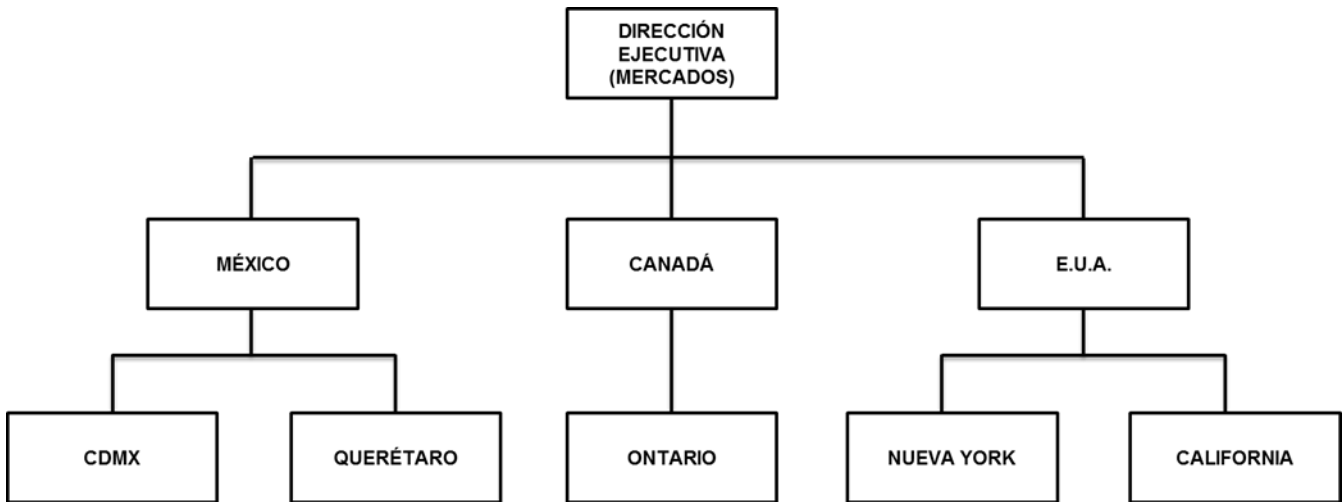 DIRECCIÓN
EJECUTIVA
(MERCADOS)
MÉXICO
CANADÁ
E.U.A.
CDMX
QUERÉTARO
ONTARIO
NUEVA YORK
CALIFORNIA